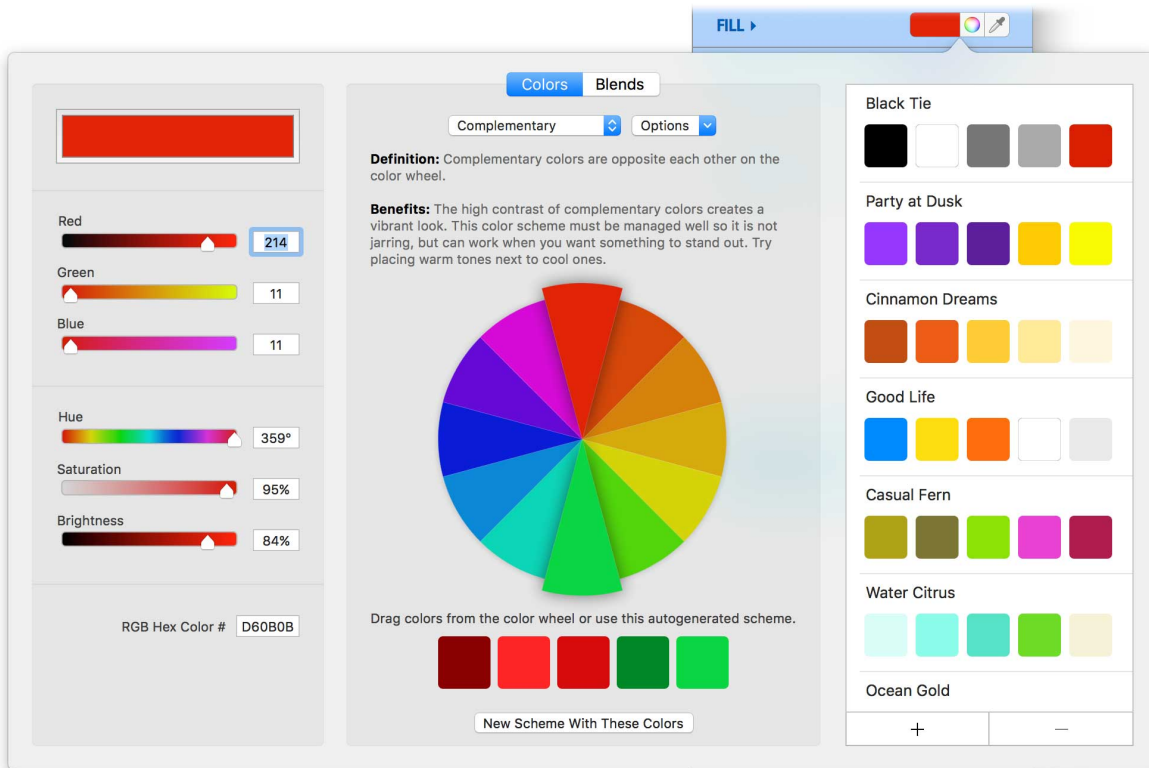 FILL
Colors
Blends
Complementary
Options
Definition: Complementary colors are opposite each other on the
color wheel.
Benefits: The high contrast of complementary colors creates a
vibrant look. This color scheme must be managed well so it is not
jarring, but can work when you want something to stand out. Try
placing warm tones next to cool ones.
Red
214
Green
11
Blue
11
Hue
359°
Saturation
95%
Brightness
84%
RGB Hex Color # D60B0B
Drag colors from the color wheel or use this autogenerated scheme.
New Scheme With These Colors
Black Tie
Party at Dusk
Cinnamon Dreams
Good Life
Casual Fern
Water Citrus
Ocean Gold
+ −